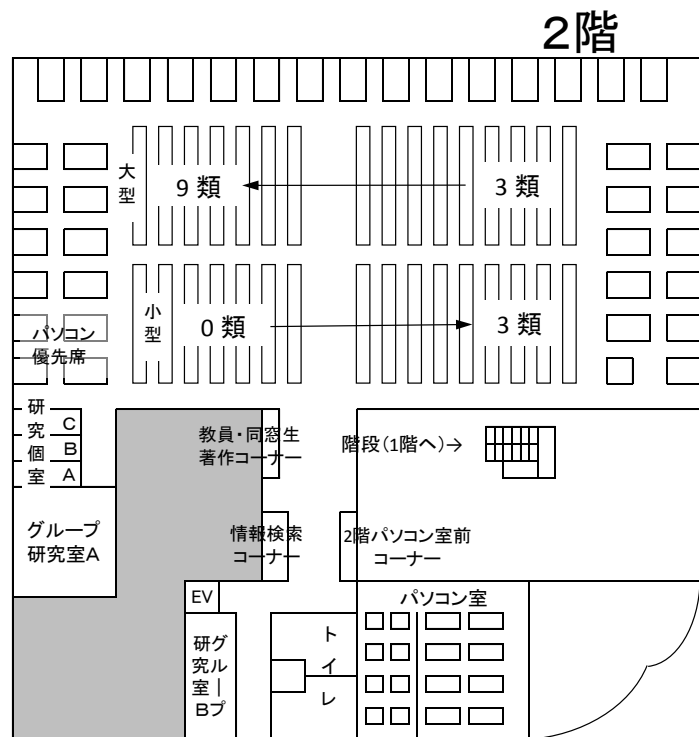 2階
大型
9 類
3 類
小型
0 類
3 類
パソコン
優先席
研究個室
C
B
A
教員・同窓生
著作コーナー
階段（1階へ）→
グループ
研究室A
情報検索
コーナー
2階パソコン室前
コーナー
EV
パソコン室
グループ
研究室B
トイレ